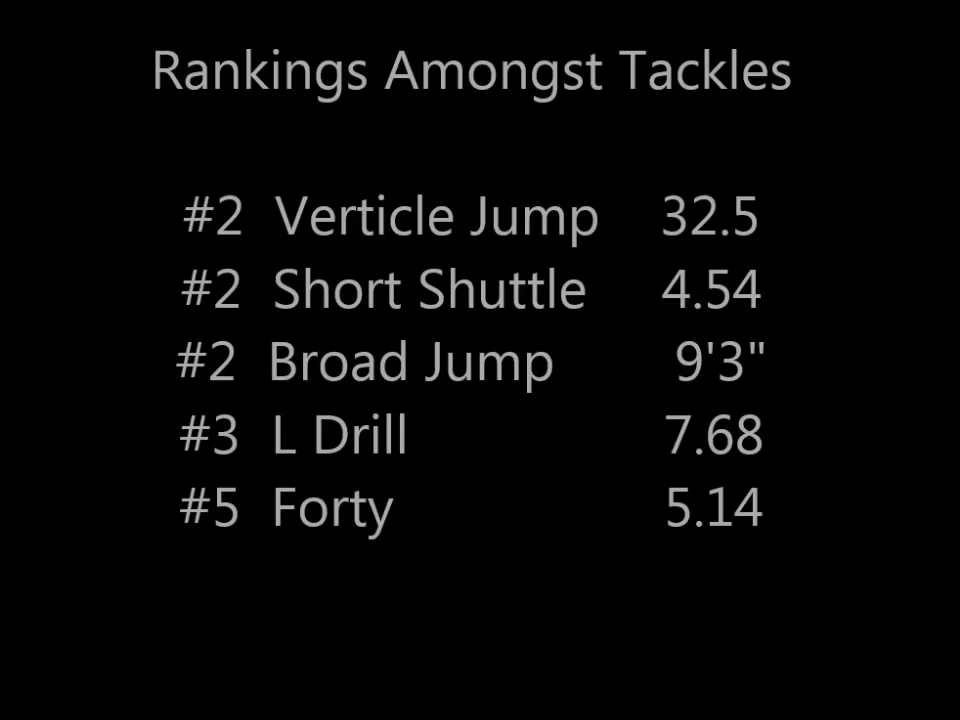 Rankings Amongst Tackles
#2 Verticle Jump 32.5
#2 Short Shuttle 4.54
#2 Broad Jump 9'3"
#3 L Drill 7.68
#5 Forty 5.14